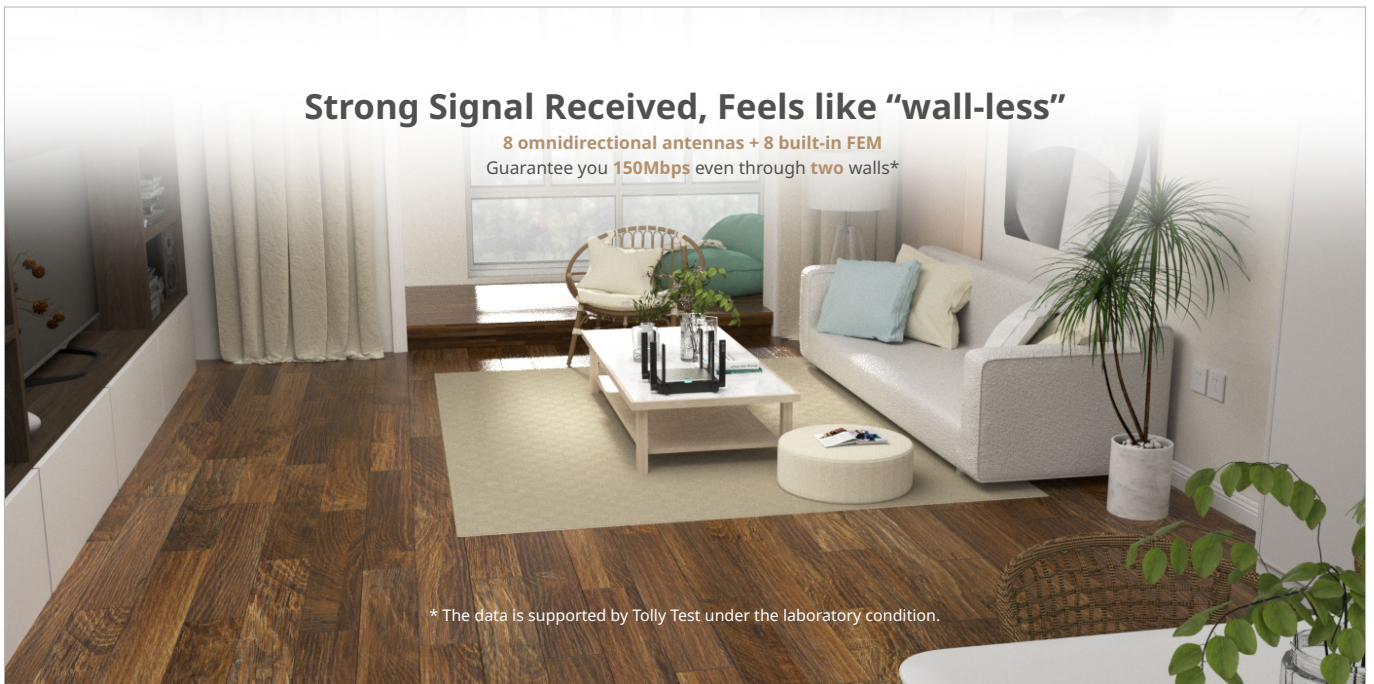 Strong Signal Received, Feels like “wall-less”
8 omnidirectional antennas + 8 built-in FEM
Guarantee you 150Mbps even through two walls*
* The data is supported by Tolly Test under the laboratory condition.